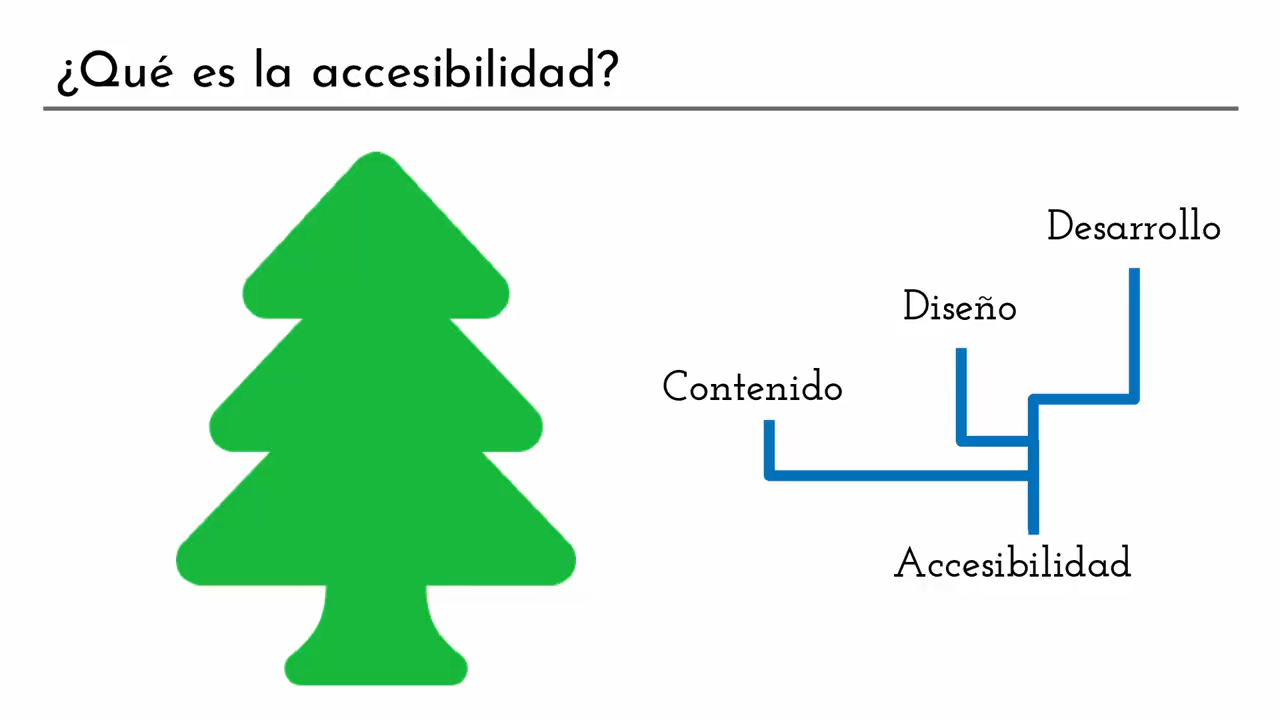 ¿Qué es la accesibilidad?
Desarrollo
Diseño
Contenido
Accesibilidad